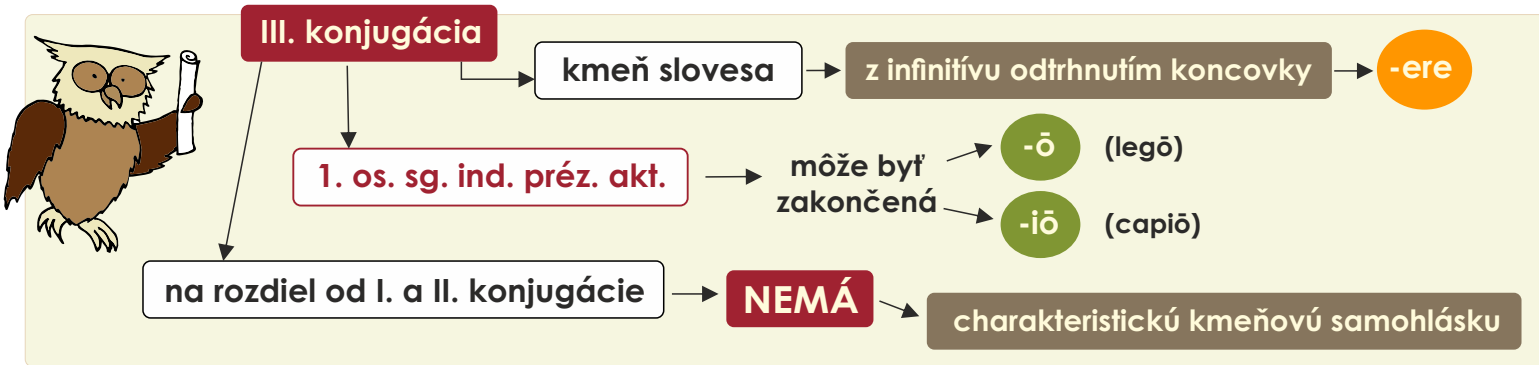 III. konjugácia
kmeň slovesa
z infinitívu odtrhnutím koncovky
-ere
1. os. sg. ind. préz. akt.
môže byť
zakončená
-ō
(legō)
-iō
(capiō)
na rozdiel od I. a II. konjugácie
NEMÁ
charakteristickú kmeňovú samohlásku